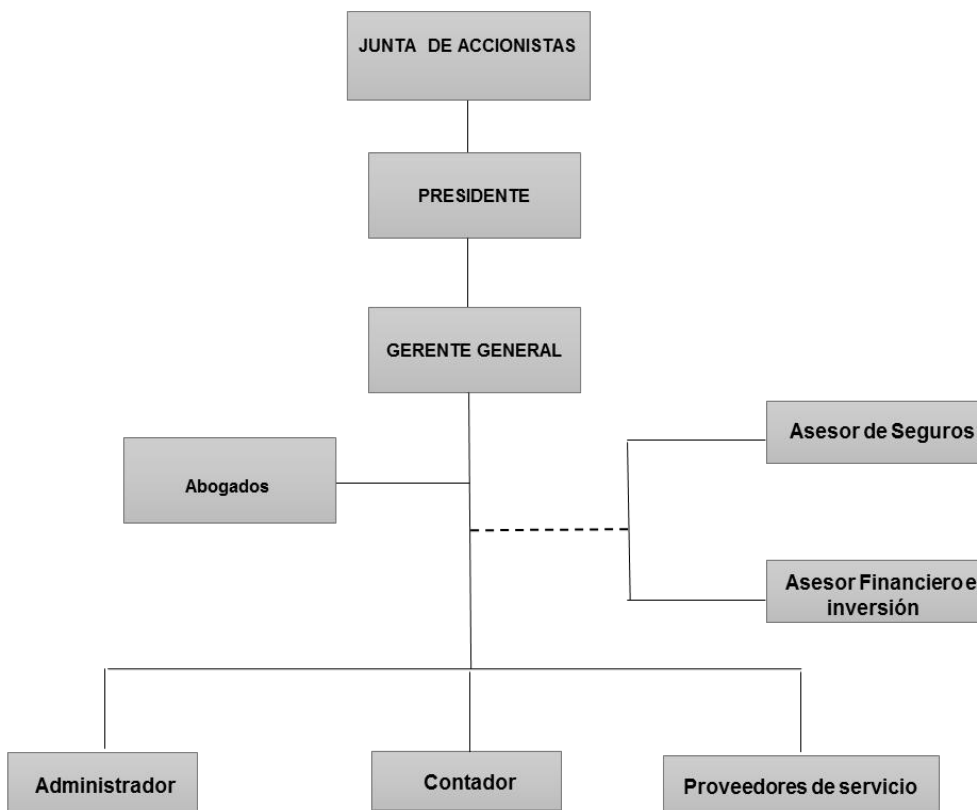 JUNTA DE ACCIONISTAS
PRESIDENTE
GERENTE GENERAL
Asesor de Seguros
Abogados
Asesor Financiero e
inversión
Administrador
Contador
Proveedores de servicio